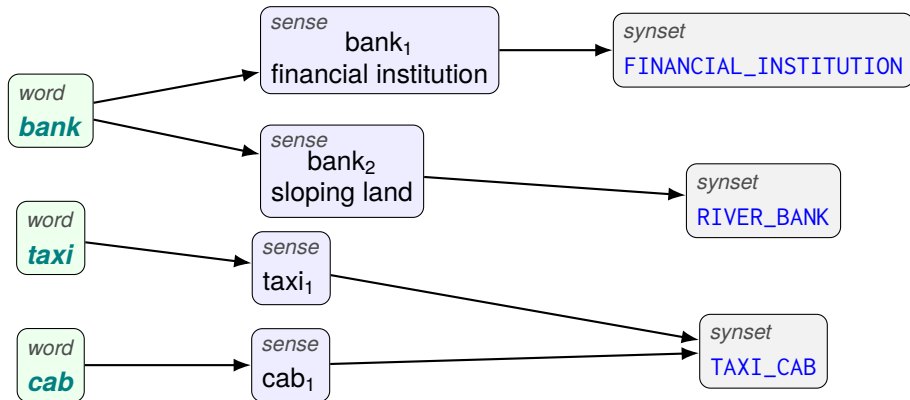 sense
bank₁
financial institution
synset
FINANCIAL_INSTITUTION
word
bank
sense
bank₂
sloping land
synset
RIVER_BANK
word
taxi
sense
taxi₁
synset
TAXI_CAB
word
cab
sense
cab₁